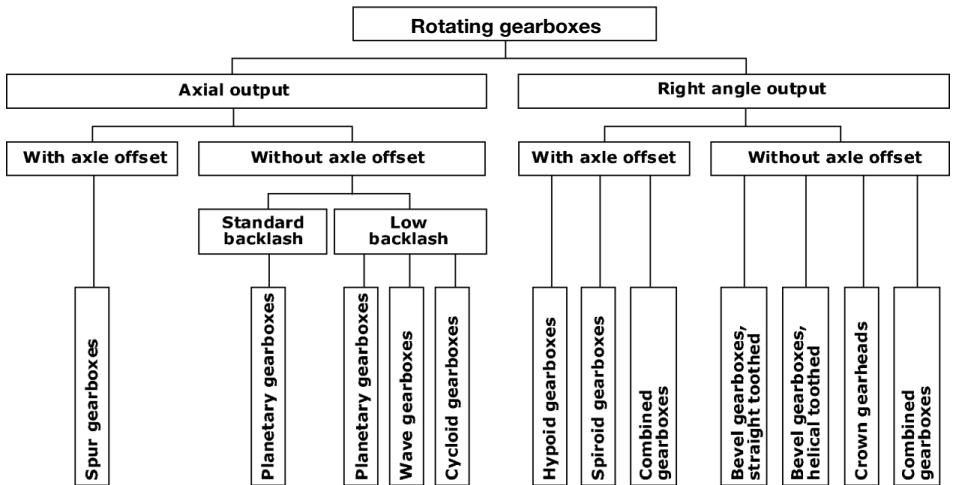 Rotating gearboxes
Axial output
Right angle output
With axle offset
Without axle offset
With axle offset
Without axle offset
Standard
backlash
Low
backlash
Spur gearboxes
Planetary gearboxes
Planetary gearboxes
Wave gearboxes
Cycloid gearboxes
Hypoid gearboxes
Spiroid gearboxes
Combined
gearboxes
Bevel gearboxes,
straight toothed
Bevel gearboxes,
helical toothed
Crown gearheads
Combined
gearboxes